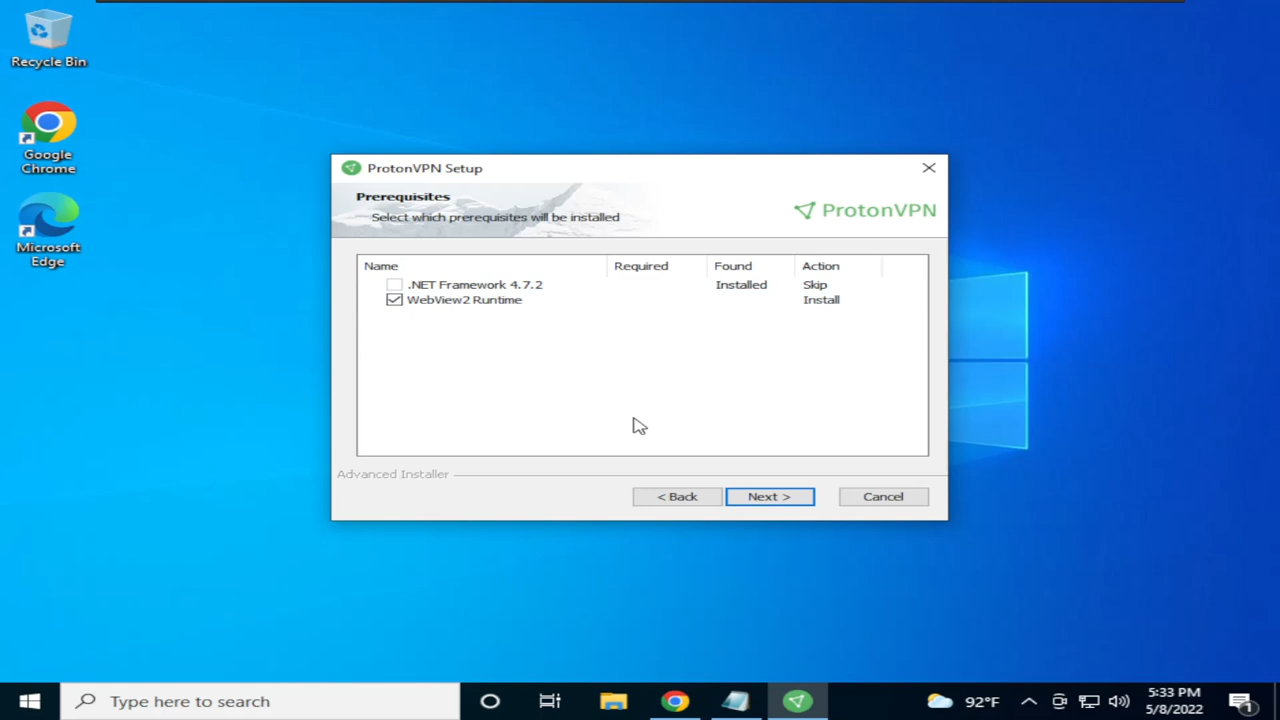 Recycle Bin
Google
Chrome
Microsoft
Edge
ProtonVPN Setup
Prerequisites
Select which prerequisites will be installed
ProtonVPN
Name Required Found Action
.NET Framework 4.7.2 Installed Skip
WebView2 Runtime Install
Advanced Installer
< Back Next > Cancel
Type here to search
92°F
5:33 PM
5/8/2022
1